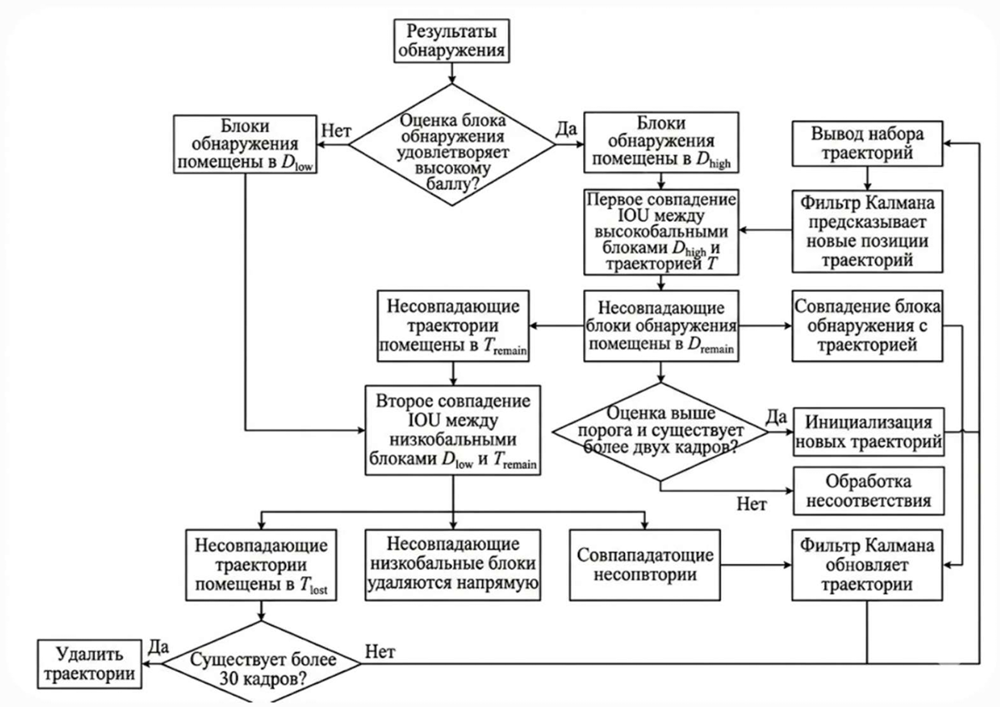 Результаты
обнаружения
Оценка блока
обнаружения
удовлетворяет
высокому
баллу?
Нет
Да
Блоки
обнаружения
помещены в Dlow
Блоки
обнаружения
помещены в Dhigh
Вывод набора
траекторий
Первое совпадение
IOU между
высокобальными
блоками Dhigh и
траекторией T
Фильтр Калмана
предсказывает
новые позиции
траекторий
Несовпадающие
траектории
помещены в Tremain
Несовпадающие
блоки обнаружения
помещены в Dremain
Совпадение блока
обнаружения с
траекторией
Второе совпадение
IOU между
низкобальными
блоками Dlow и Tremain
Оценка выше
порога и существует
более двух кадров?
Да
Инициализация
новых траекторий
Нет
Обработка
несоответствия
Несовпадающие
траектории
помещены в Tlost
Несовпадающие
низкобальные блоки
удаляются напрямую
Совпападатощие
несопвтории
Фильтр Калмана
обновляет
траектории
Существует более
30 кадров?
Да
Нет
Удалить
траектории